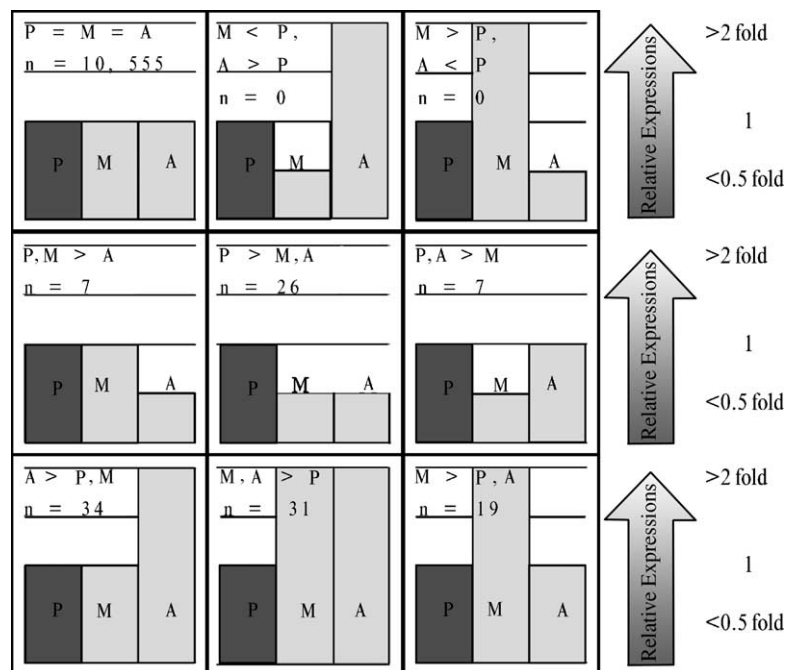 P = M = A
n = 10, 555
P M A
M < P,
A > P
n = 0
P M A
M > P,
A < P
n = 0
P M A
Relative Expressions
>2 fold
1
<0.5 fold
P,M > A
n = 7
P M A
P > M,A
n = 26
P M A
P,A > M
n = 7
P M A
Relative Expressions
>2 fold
1
<0.5 fold
A > P,M
n = 34
P M A
M,A > P
n = 31
P M A
M > P,A
n = 19
P M A
Relative Expressions
>2 fold
1
<0.5 fold